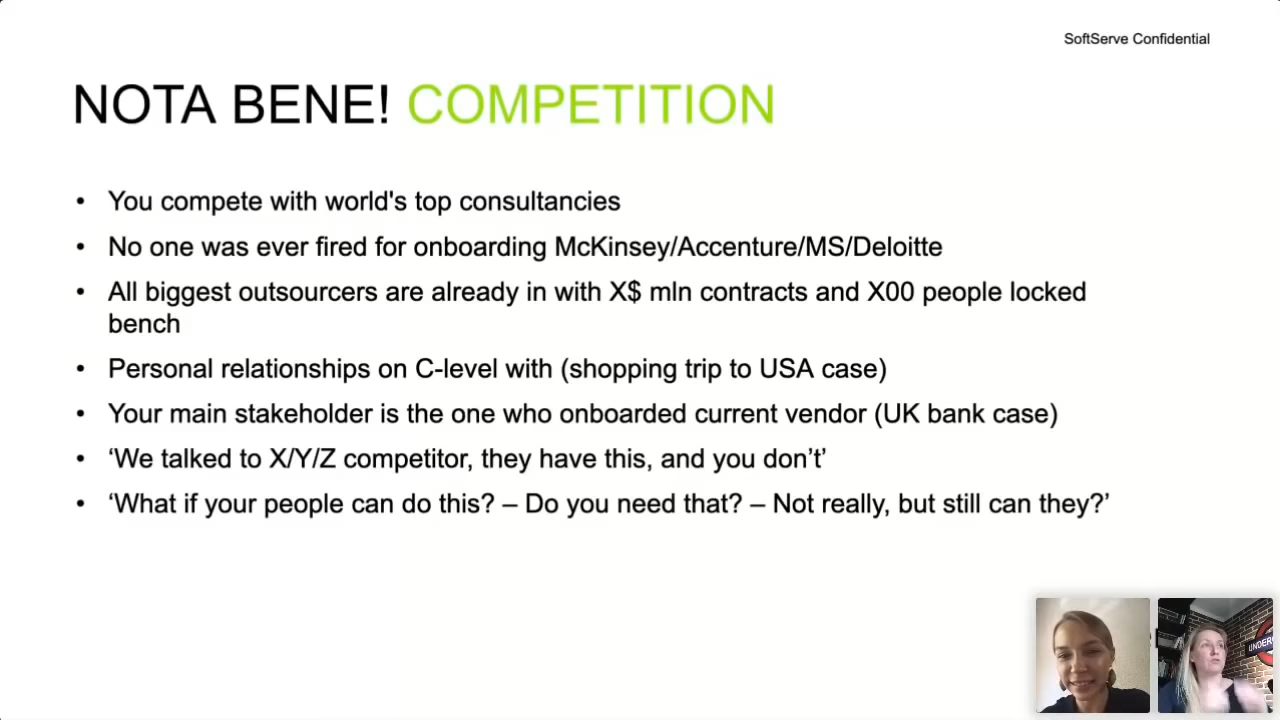 SoftServe Confidential
NOTA BENE! COMPETITION
• You compete with world's top consultancies
• No one was ever fired for onboarding McKinsey/Accenture/MS/Deloitte
• All biggest outsourcers are already in with X$ mln contracts and X00 people locked
bench
• Personal relationships on C-level with (shopping trip to USA case)
• Your main stakeholder is the one who onboarded current vendor (UK bank case)
• ‘We talked to X/Y/Z competitor, they have this, and you don’t’
• ‘What if your people can do this? – Do you need that? – Not really, but still can they?’